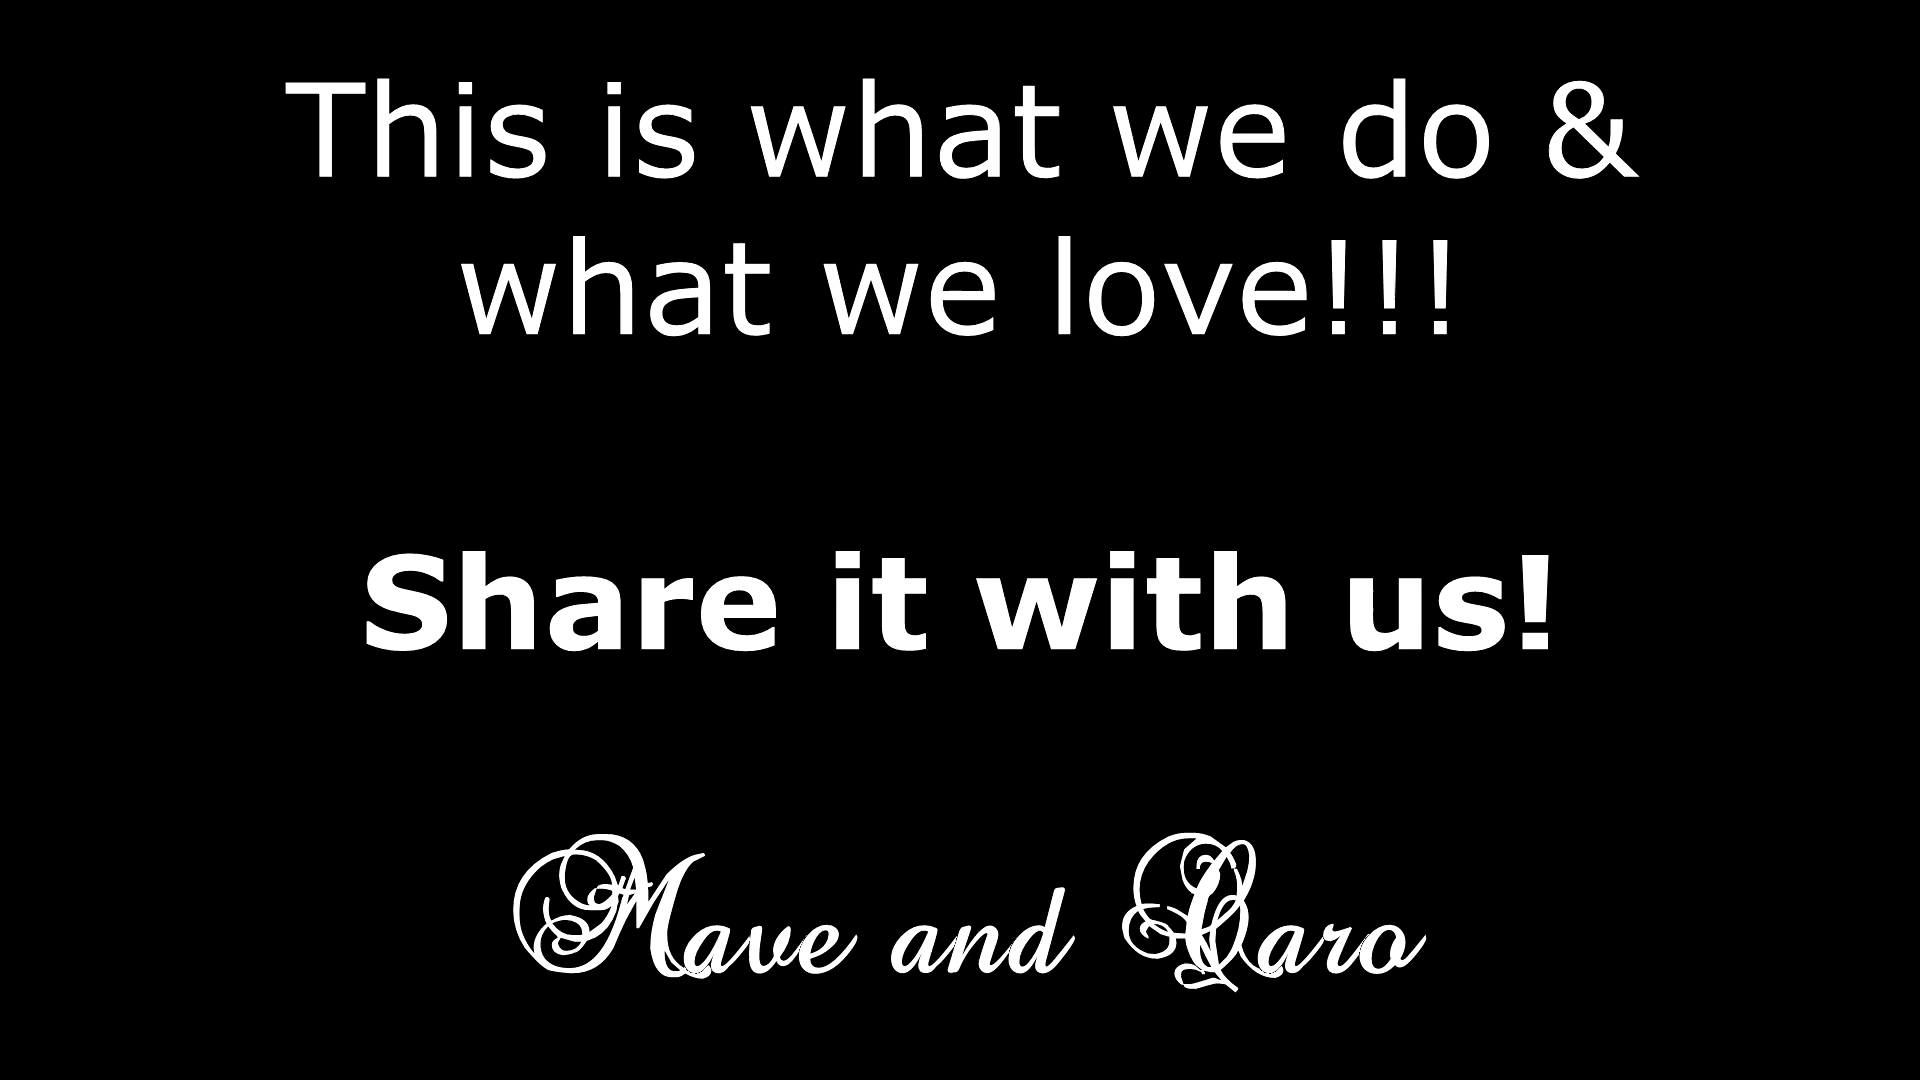 This is what we do &
what we love!!!
Share it with us!
Mave and Caro